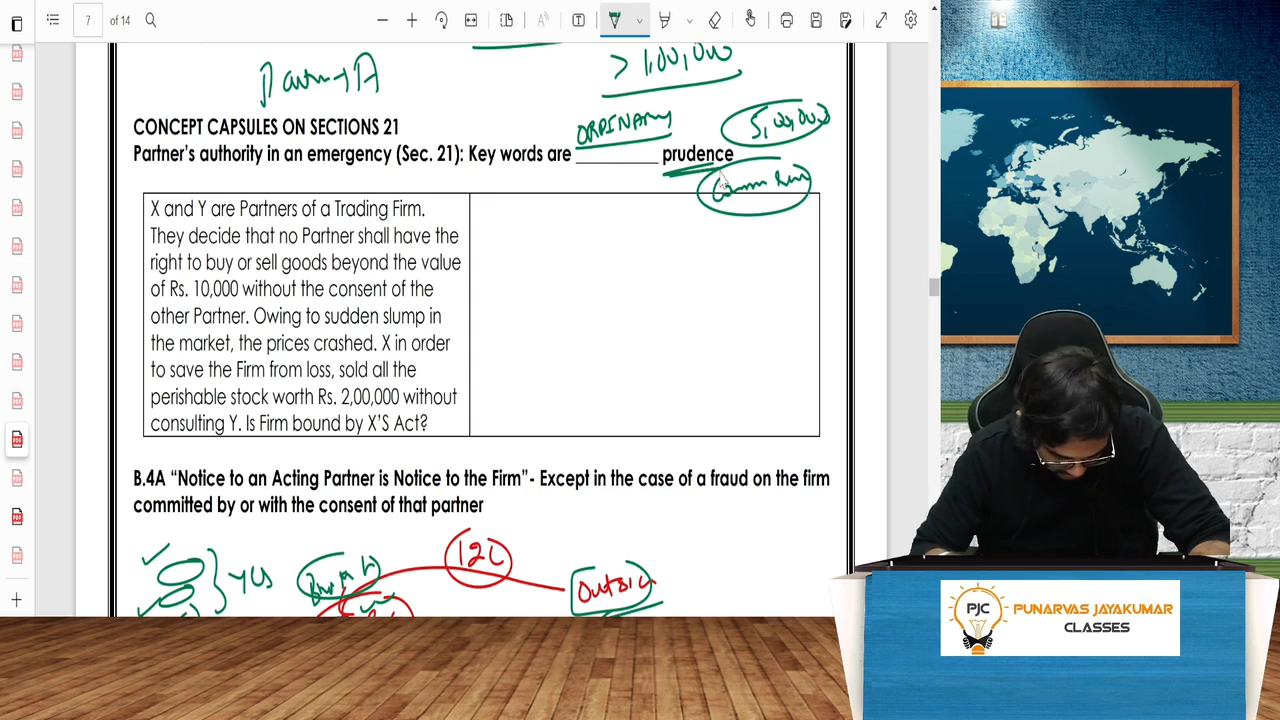 7 of 14
Partner A
> 1,00,000
CONCEPT CAPSULES ON SECTIONS 21
ORDINARY
5,00,000
Partner's authority in an emergency (Sec. 21): Key words are _________ prudence
X and Y are Partners of a Trading Firm.
They decide that no Partner shall have the
right to buy or sell goods beyond the value
of Rs. 10,000 without the consent of the
other Partner. Owing to sudden slump in
the market, the prices crashed. X in order
to save the Firm from loss, sold all the
perishable stock worth Rs. 2,00,000 without
consulting Y. Is Firm bound by X'S Act?
B.4A “Notice to an Acting Partner is Notice to the Firm”- Except in the case of a fraud on the firm
committed by or with the consent of that partner
Yes
12L
PJC
PUNARVAS JAYAKUMAR
CLASSES